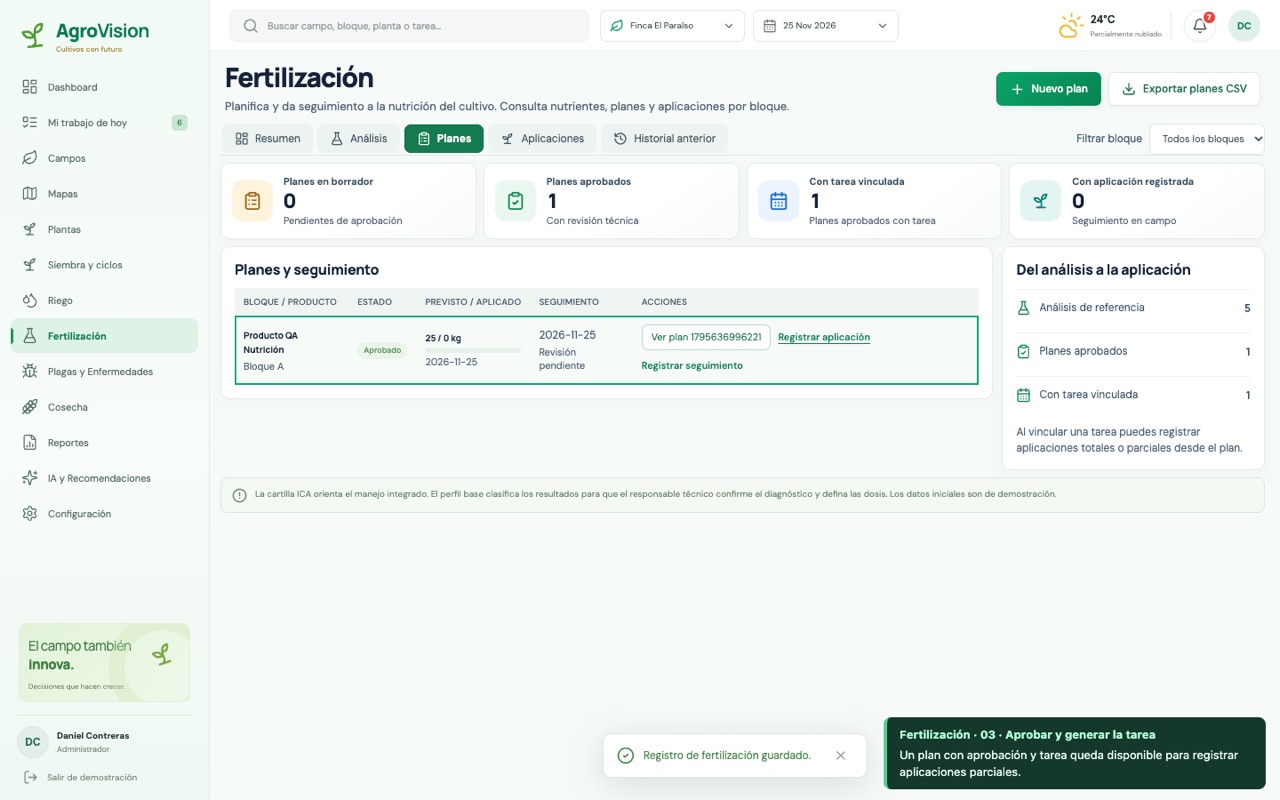 AgroVision
Cultivos con futuro
Dashboard
Mi trabajo de hoy
6
Campos
Mapas
Plantas
Siembra y ciclos
Riego
Fertilización
Plagas y Enfermedades
Cosecha
Reportes
IA y Recomendaciones
Configuración
El campo también
innova.
Decisiones que hacen crecer.
DC
Daniel Contreras
Administrador
Salir de demostración
Buscar campo, bloque, planta o tarea...
Finca El Paraíso
25 Nov 2026
24°C
Parcialmente nublado
7
DC
Fertilización
Planifica y da seguimiento a la nutrición del cultivo. Consulta nutrientes, planes y aplicaciones por bloque.
Nuevo plan
Exportar planes CSV
Resumen
Análisis
Planes
Aplicaciones
Historial anterior
Filtrar bloque
Todos los bloques
Planes en borrador
0
Pendientes de aprobación
Planes aprobados
1
Con revisión técnica
Con tarea vinculada
1
Planes aprobados con tarea
Con aplicación registrada
0
Seguimiento en campo
Planes y seguimiento
BLOQUE / PRODUCTO ESTADO PREVISTO / APLICADO SEGUIMIENTO ACCIONES
Producto QA
Nutrición
Bloque A
Aprobado
25 / 0 kg
2026-11-25
2026-11-25
Revisión
pendiente
Ver plan 1795636996221
Registrar aplicación
Registrar seguimiento
Del análisis a la aplicación
Análisis de referencia 5
Planes aprobados 1
Con tarea vinculada 1
Al vincular una tarea puedes registrar
aplicaciones totales o parciales desde el plan.
La cartilla ICA orienta el manejo integrado. El perfil base clasifica los resultados para que el responsable técnico confirme el diagnóstico y defina las dosis. Los datos iniciales son de demostración.
Registro de fertilización guardado.
Fertilización · 03 · Aprobar y generar la tarea
Un plan con aprobación y tarea queda disponible para registrar
aplicaciones parciales.